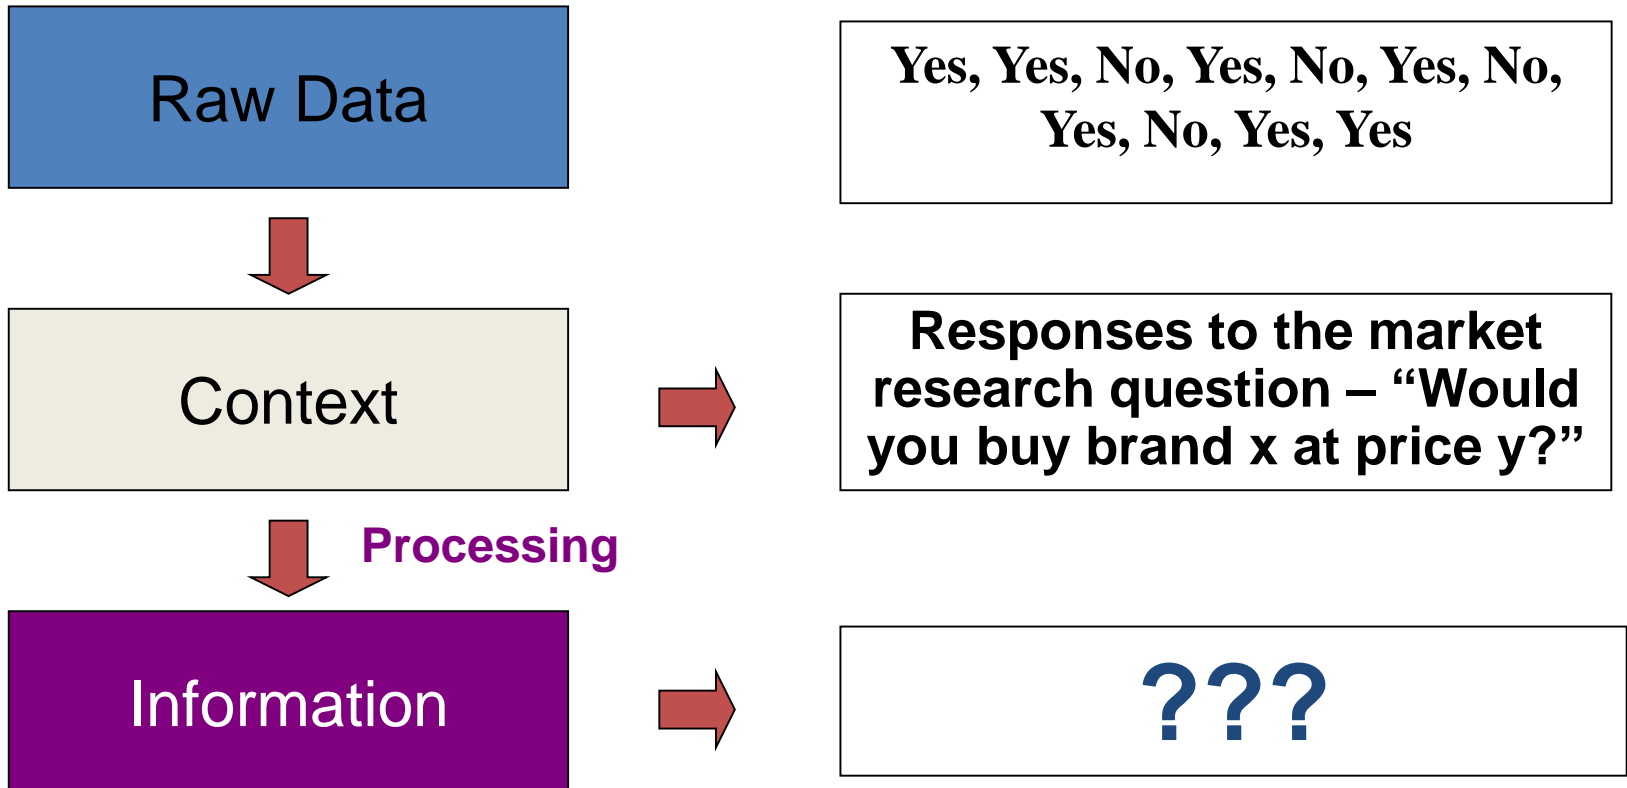 Raw Data
Yes, Yes, No, Yes, No, Yes, No,
Yes, No, Yes, Yes
Context
Responses to the market
research question – “Would
you buy brand x at price y?”
Processing
Information
???